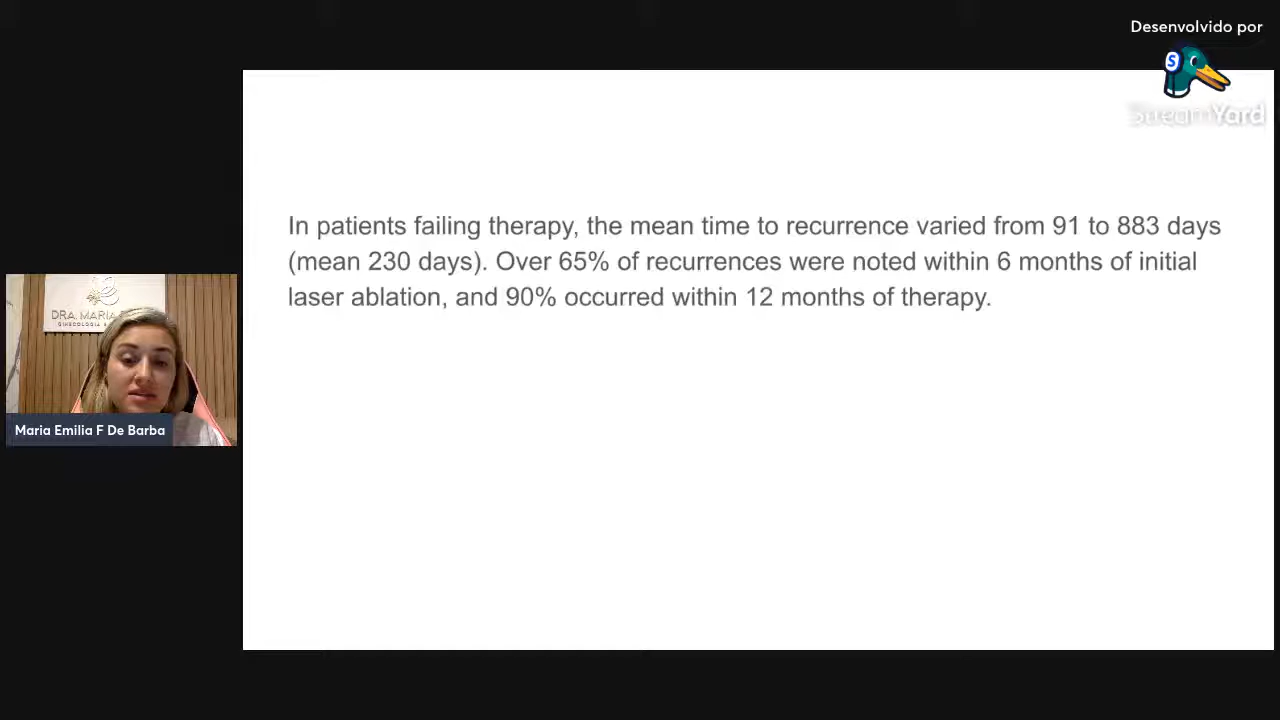 Desenvolvido por
S
StreamYard
In patients failing therapy, the mean time to recurrence varied from 91 to 883 days
(mean 230 days). Over 65% of recurrences were noted within 6 months of initial
laser ablation, and 90% occurred within 12 months of therapy.
DRA. MARIA
Maria Emilia F De Barba